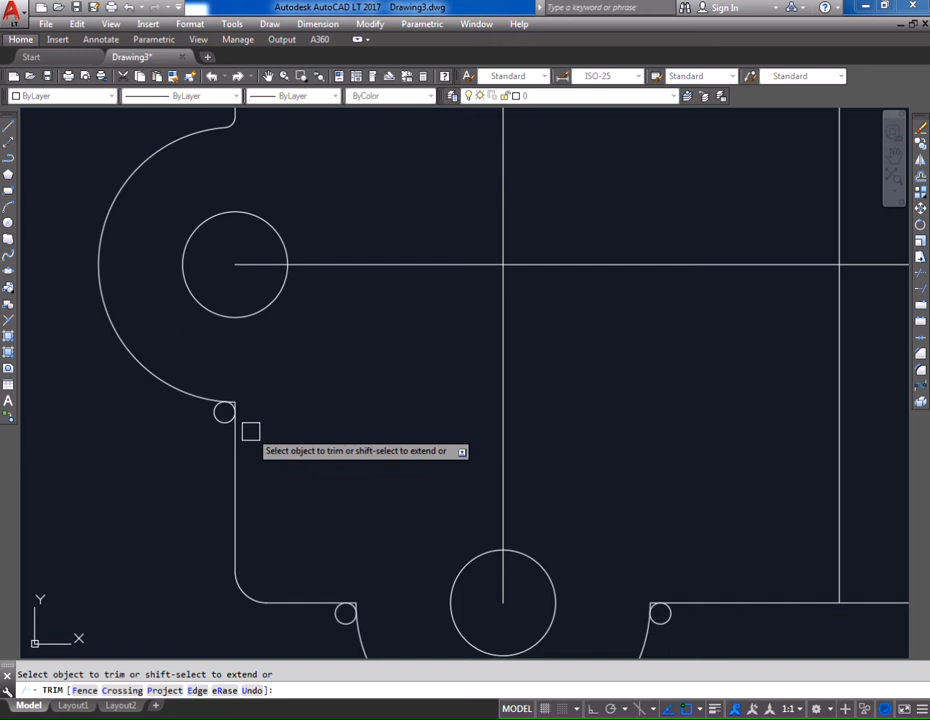 Autodesk AutoCAD LT 2017 Drawing3.dwg
Type a keyword or phrase
Sign In
LT
File Edit View Insert Format Tools Draw Dimension Modify Parametric Window Help
Home Insert Annotate Parametric View Manage Output A360
Start Drawing3*
Standard ISO-25 Standard Standard
ByLayer ByLayer ByLayer ByColor 0
Select object to trim or shift-select to extend or
Y
X
Select object to trim or shift-select to extend or
TRIM [Fence Crossing Project Edge eRase Undo]:
Model Layout1 Layout2 + MODEL 1:1